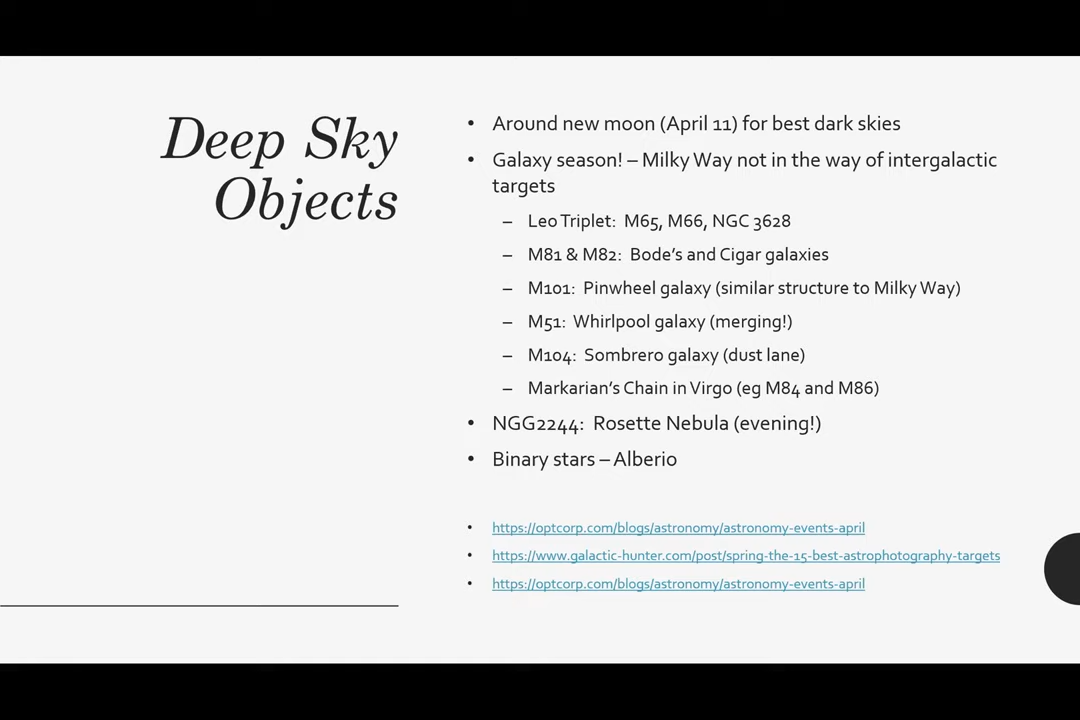 Deep Sky
Objects
• Around new moon (April 11) for best dark skies
• Galaxy season! – Milky Way not in the way of intergalactic
targets
– Leo Triplet: M65, M66, NGC 3628
– M81 & M82: Bode's and Cigar galaxies
– M101: Pinwheel galaxy (similar structure to Milky Way)
– M51: Whirlpool galaxy (merging!)
– M104: Sombrero galaxy (dust lane)
– Markarian's Chain in Virgo (eg M84 and M86)
• NGG2244: Rosette Nebula (evening!)
• Binary stars – Alberio
• https://optcorp.com/blogs/astronomy/astronomy-events-april
• https://www.galactic-hunter.com/post/spring-the-15-best-astrophotography-targets
• https://optcorp.com/blogs/astronomy/astronomy-events-april